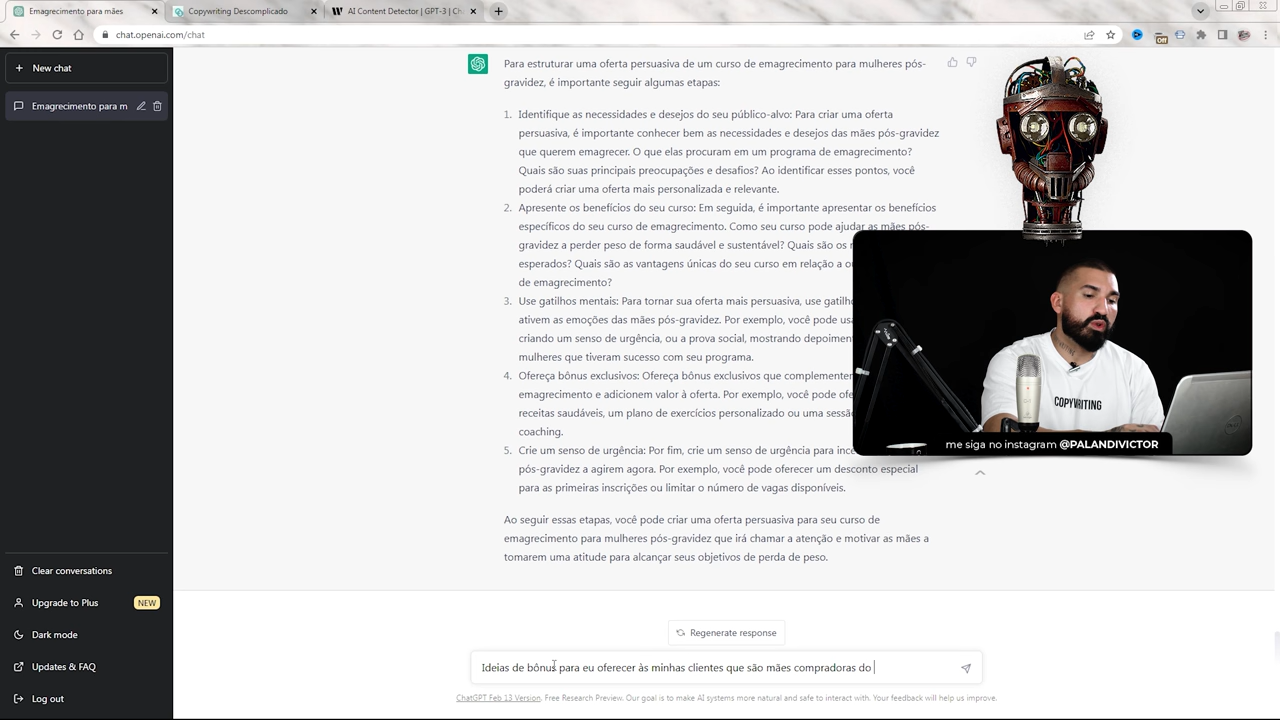 Emagrecimento para mães
Copywriting Descomplicado
AI Content Detector | GPT-3 | Ch
chat.openai.com/chat
Off
New chat
Emagrecimento para m
Para estruturar uma oferta persuasiva de um curso de emagrecimento para mulheres pós-
gravidez, é importante seguir algumas etapas:
1. Identifique as necessidades e desejos do seu público-alvo: Para criar uma oferta
persuasiva, é importante conhecer bem as necessidades e desejos das mães pós-gravidez
que querem emagrecer. O que elas procuram em um programa de emagrecimento?
Quais são suas principais preocupações e desafios? Ao identificar esses pontos, você
poderá criar uma oferta mais personalizada e relevante.
2. Apresente os benefícios do seu curso: Em seguida, é importante apresentar os benefícios
específicos do seu curso de emagrecimento. Como seu curso pode ajudar as mães pós-
gravidez a perder peso de forma saudável e sustentável? Quais são os
esperados? Quais são as vantagens únicas do seu curso em relação a
de emagrecimento?
3. Use gatilhos mentais: Para tornar sua oferta mais persuasiva, use
ativem as emoções das mães pós-gravidez. Por exemplo, você pode
criando um senso de urgência, ou a prova social, mostrando
mulheres que tiveram sucesso com seu programa.
4. Ofereça bônus exclusivos: Ofereça bônus exclusivos que
emagrecimento e adicionem valor à oferta. Por exemplo, você pode
receitas saudáveis, um plano de exercícios personalizado ou uma
coaching.
5. Crie um senso de urgência: Por fim, crie um senso de urgência para
pós-gravidez a agirem agora. Por exemplo, você pode oferecer um desconto especial
para as primeiras inscrições ou limitar o número de vagas disponíveis.
Ao seguir essas etapas, você pode criar uma oferta persuasiva para seu curso de
emagrecimento para mulheres pós-gravidez que irá chamar a atenção e motivar as mães a
tomarem uma atitude para alcançar seus objetivos de perda de peso.
COPYWRITING
me siga no instagram @PALANDIVICTOR
Clear conversations
Upgrade to Plus NEW
Dark mode
Updates & FAQ
Log out
Regenerate response
Ideias de bônus para eu oferecer às minhas clientes que são mães compradoras do
ChatGPT Feb 13 Version. Free Research Preview. Our goal is to make AI systems more natural and safe to interact with. Your feedback will help us improve.